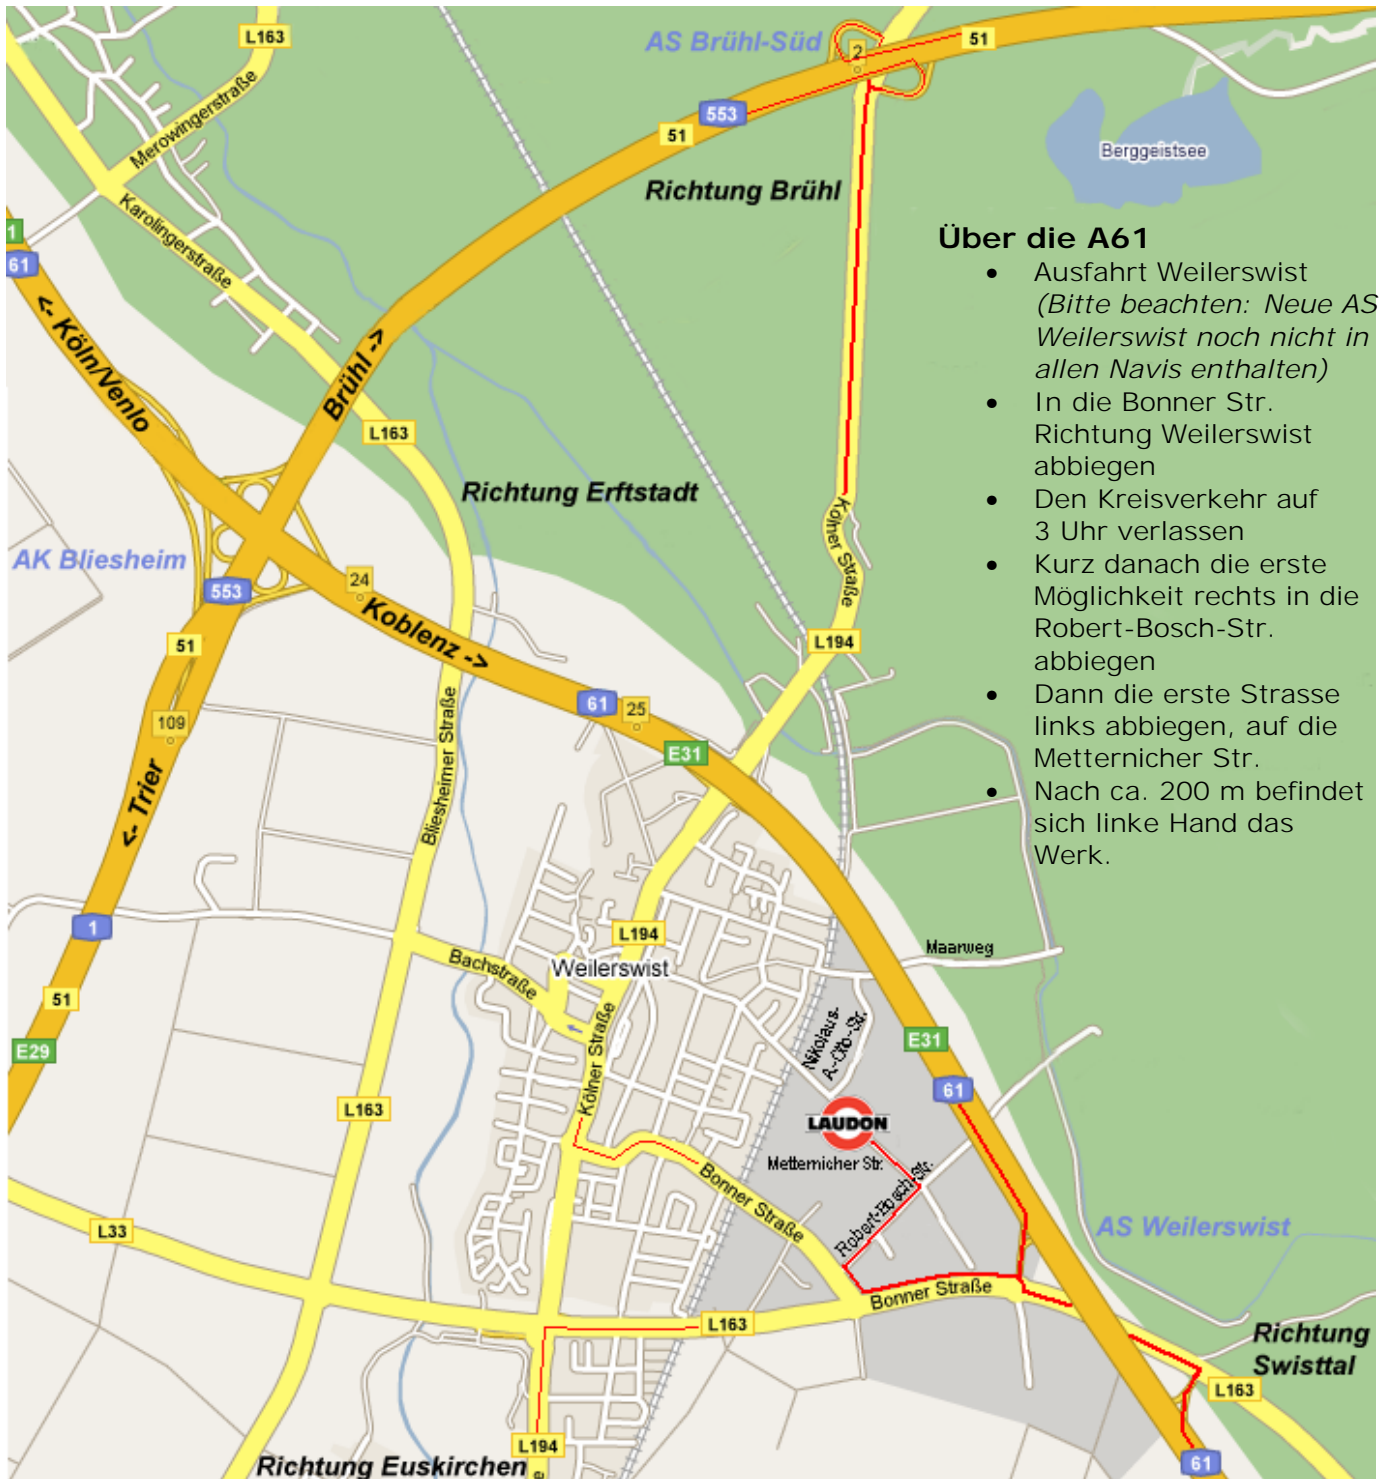 L163
AS Brühl-Süd
2
51
553
51
Merowingerstraße
Berggeistsee
Richtung Brühl
Karolingerstraße
1
61
Über die A61
• Ausfahrt Weilerswist
(Bitte beachten: Neue AS
Weilerswist noch nicht in
allen Navis enthalten)
• In die Bonner Str.
Richtung Weilerswist
abbiegen
• Den Kreisverkehr auf
3 Uhr verlassen
• Kurz danach die erste
Möglichkeit rechts in die
Robert-Bosch-Str.
abbiegen
• Dann die erste Strasse
links abbiegen, auf die
Metternicher Str.
• Nach ca. 200 m befindet
sich linke Hand das
Werk.
<- Köln/Venlo
Brühl ->
L163
Richtung Erftstadt
Kölner Straße
AK Bliesheim
553
24
Koblenz ->
51
L194
61
25
109
Bliesheimer Straße
E31
<- Trier
1
L194
Maarweg
Bachstraße
Weilerswist
51
Nikolaus-
A.-Otto-Str.
E29
E31
Kölner Straße
61
L163
LAUDON
Metternicher Str.
Bonner Straße
Robert-Bosch-Str.
L33
AS Weilerswist
Bonner Straße
L163
Richtung
Swisttal
L163
L194
Richtung Euskirchen
e
61